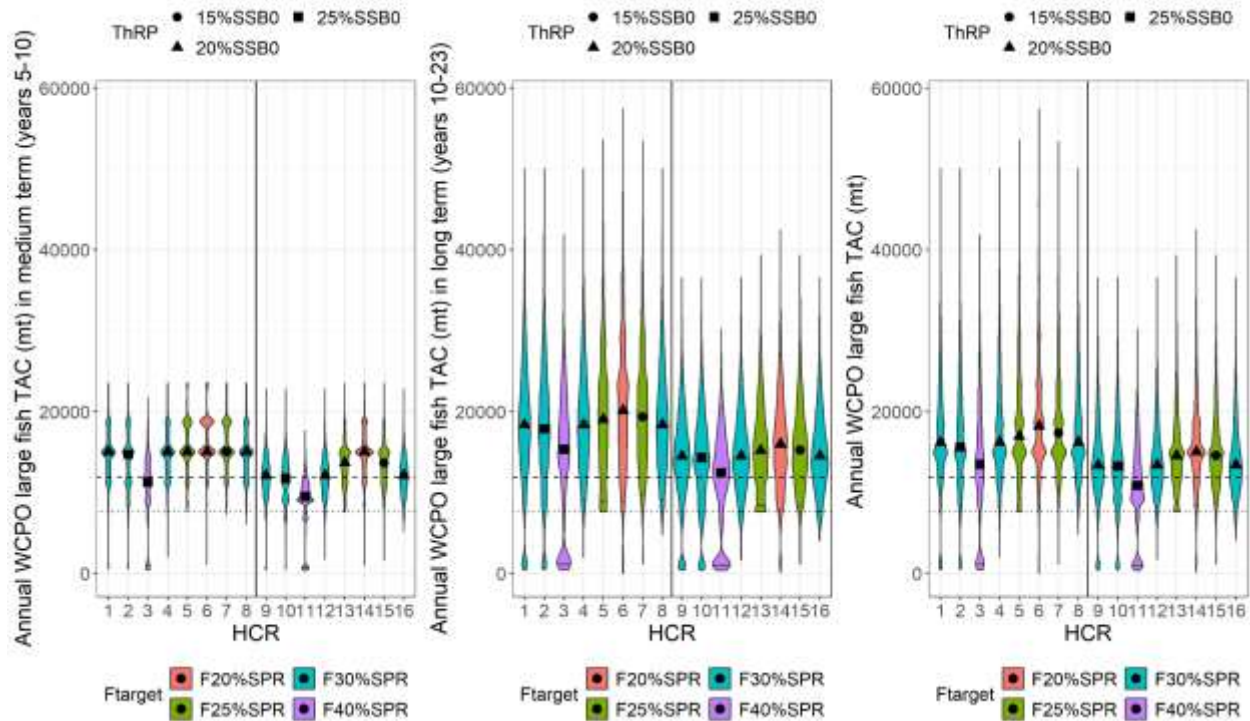 ThRP ● 15%SSB0 ■ 25%SSB0
▲ 20%SSB0
Annual WCPO large fish TAC (mt) in medium term (years 5-10)
60000
40000
20000
0
1 2 3 4 5 6 7 8 9 10 11 12 13 14 15 16
HCR
Ftarget F20%SPR F30%SPR
F25%SPR F40%SPR
ThRP ● 15%SSB0 ■ 25%SSB0
▲ 20%SSB0
Annual WCPO large fish TAC (mt) in long term (years 10-23)
60000
40000
20000
0
1 2 3 4 5 6 7 8 9 10 11 12 13 14 15 16
HCR
Ftarget F20%SPR F30%SPR
F25%SPR F40%SPR
ThRP ● 15%SSB0 ■ 25%SSB0
▲ 20%SSB0
Annual WCPO large fish TAC (mt)
60000
40000
20000
0
1 2 3 4 5 6 7 8 9 10 11 12 13 14 15 16
HCR
Ftarget F20%SPR F30%SPR
F25%SPR F40%SPR